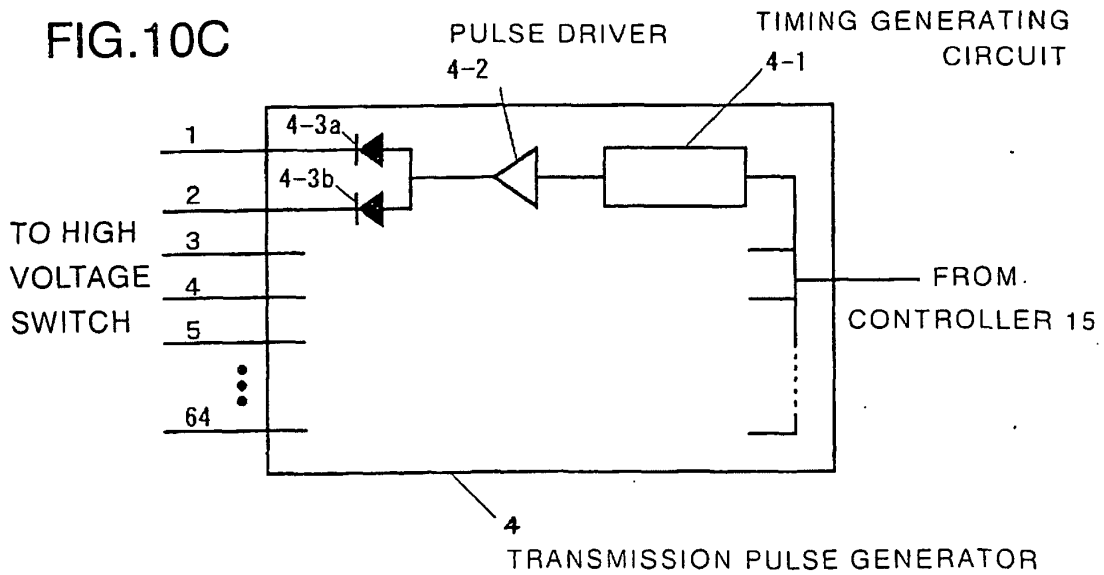 FIG.10C
PULSE DRIVER
4-2
TIMING GENERATING
CIRCUIT
4-1
1
4-3a
2
4-3b
TO HIGH
VOLTAGE
SWITCH
3
4
5
64
FROM.
CONTROLLER 15
4
TRANSMISSION PULSE GENERATOR